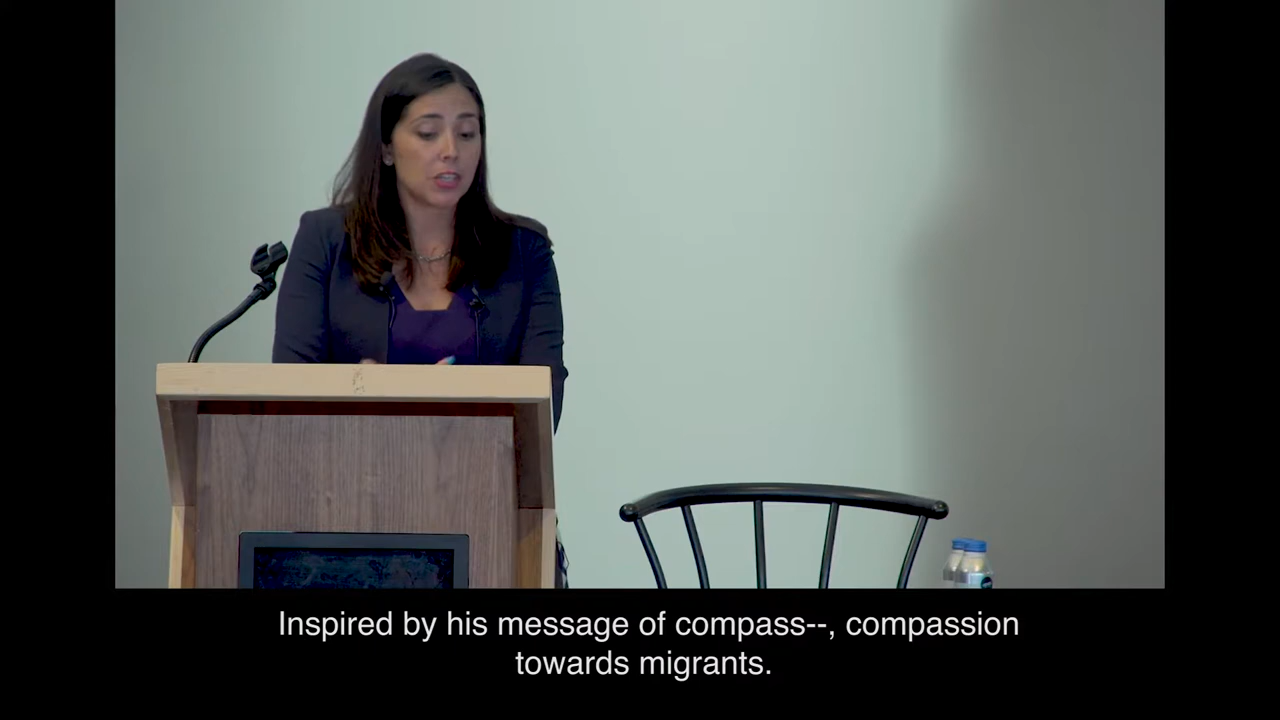 Inspired by his message of compass--, compassion
towards migrants.